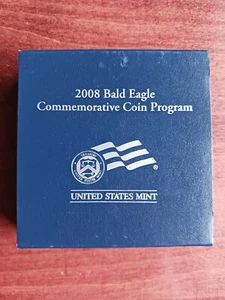 2008 Bald Eagle
Commemorative Coin Program
UNITED STATES MINT